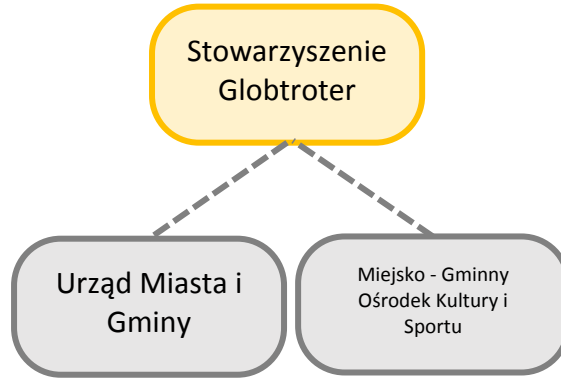 Stowarzyszenie
Globtroter
Urząd Miasta i
Gminy
Miejsko - Gminny
Ośrodek Kultury i
Sportu